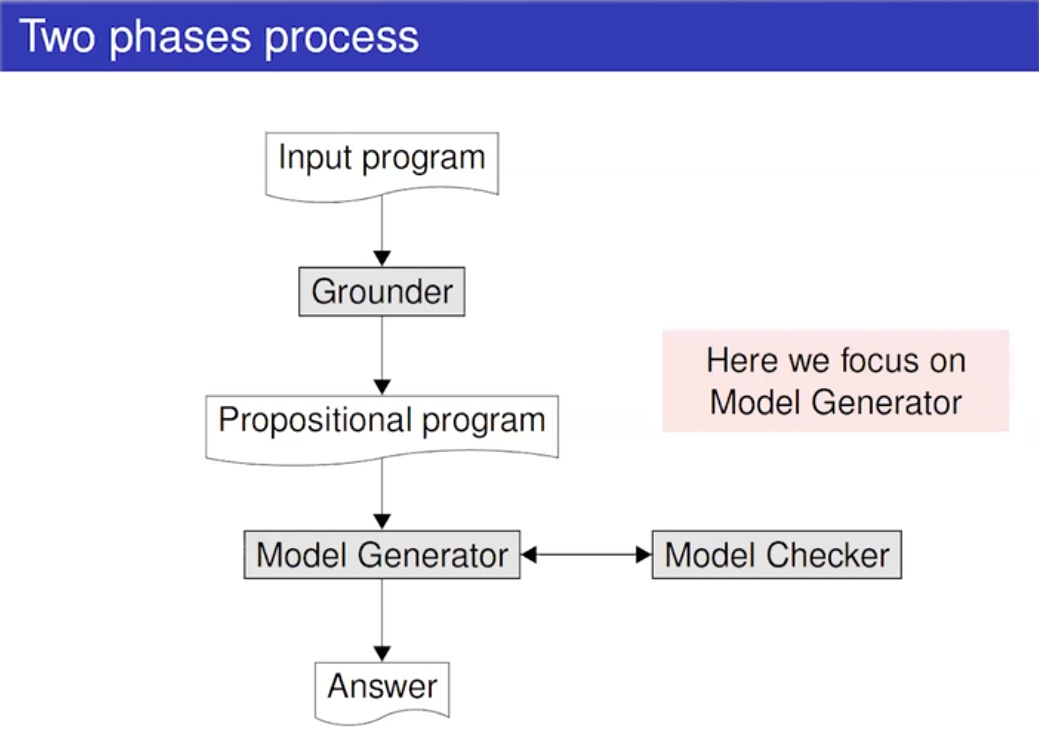 Two phases process
Input program
Grounder
Here we focus on
Model Generator
Propositional program
Model Generator
Model Checker
Answer